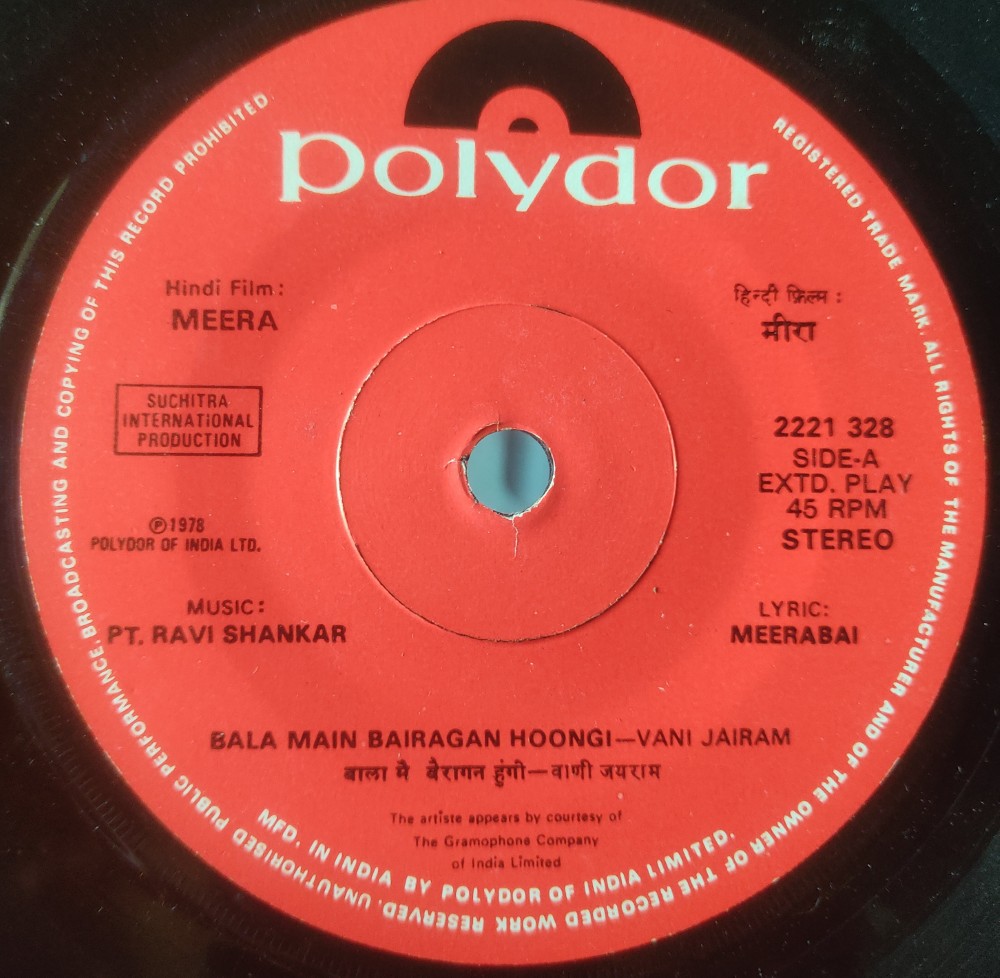 polydor
Hindi Film:
MEERA
हिन्दी फ़िल्म :
मीरा
SUCHITRA
INTERNATIONAL
PRODUCTION
2221 328
SIDE-A
EXTD. PLAY
45 RPM
STEREO
℗1978
POLYDOR OF INDIA LTD.
MUSIC:
PT. RAVI SHANKAR
LYRIC:
MEERABAI
BALA MAIN BAIRAGAN HOONGI—VANI JAIRAM
बाला मै बैरागन हुंगी—वाणी जयराम
The artiste appears by courtesy of
The Gramophone Company
of India Limited
MFD. IN INDIA BY POLYDOR OF INDIA LIMITED.
REGISTERED TRADE MARK. ALL RIGHTS OF THE MANUFACTURER AND OF THE OWNER OF THE RECORDED WORK RESERVED. UNAUTHORISED PUBLIC PERFORMANCE, BROADCASTING AND COPYING OF THIS RECORD PROHIBITED